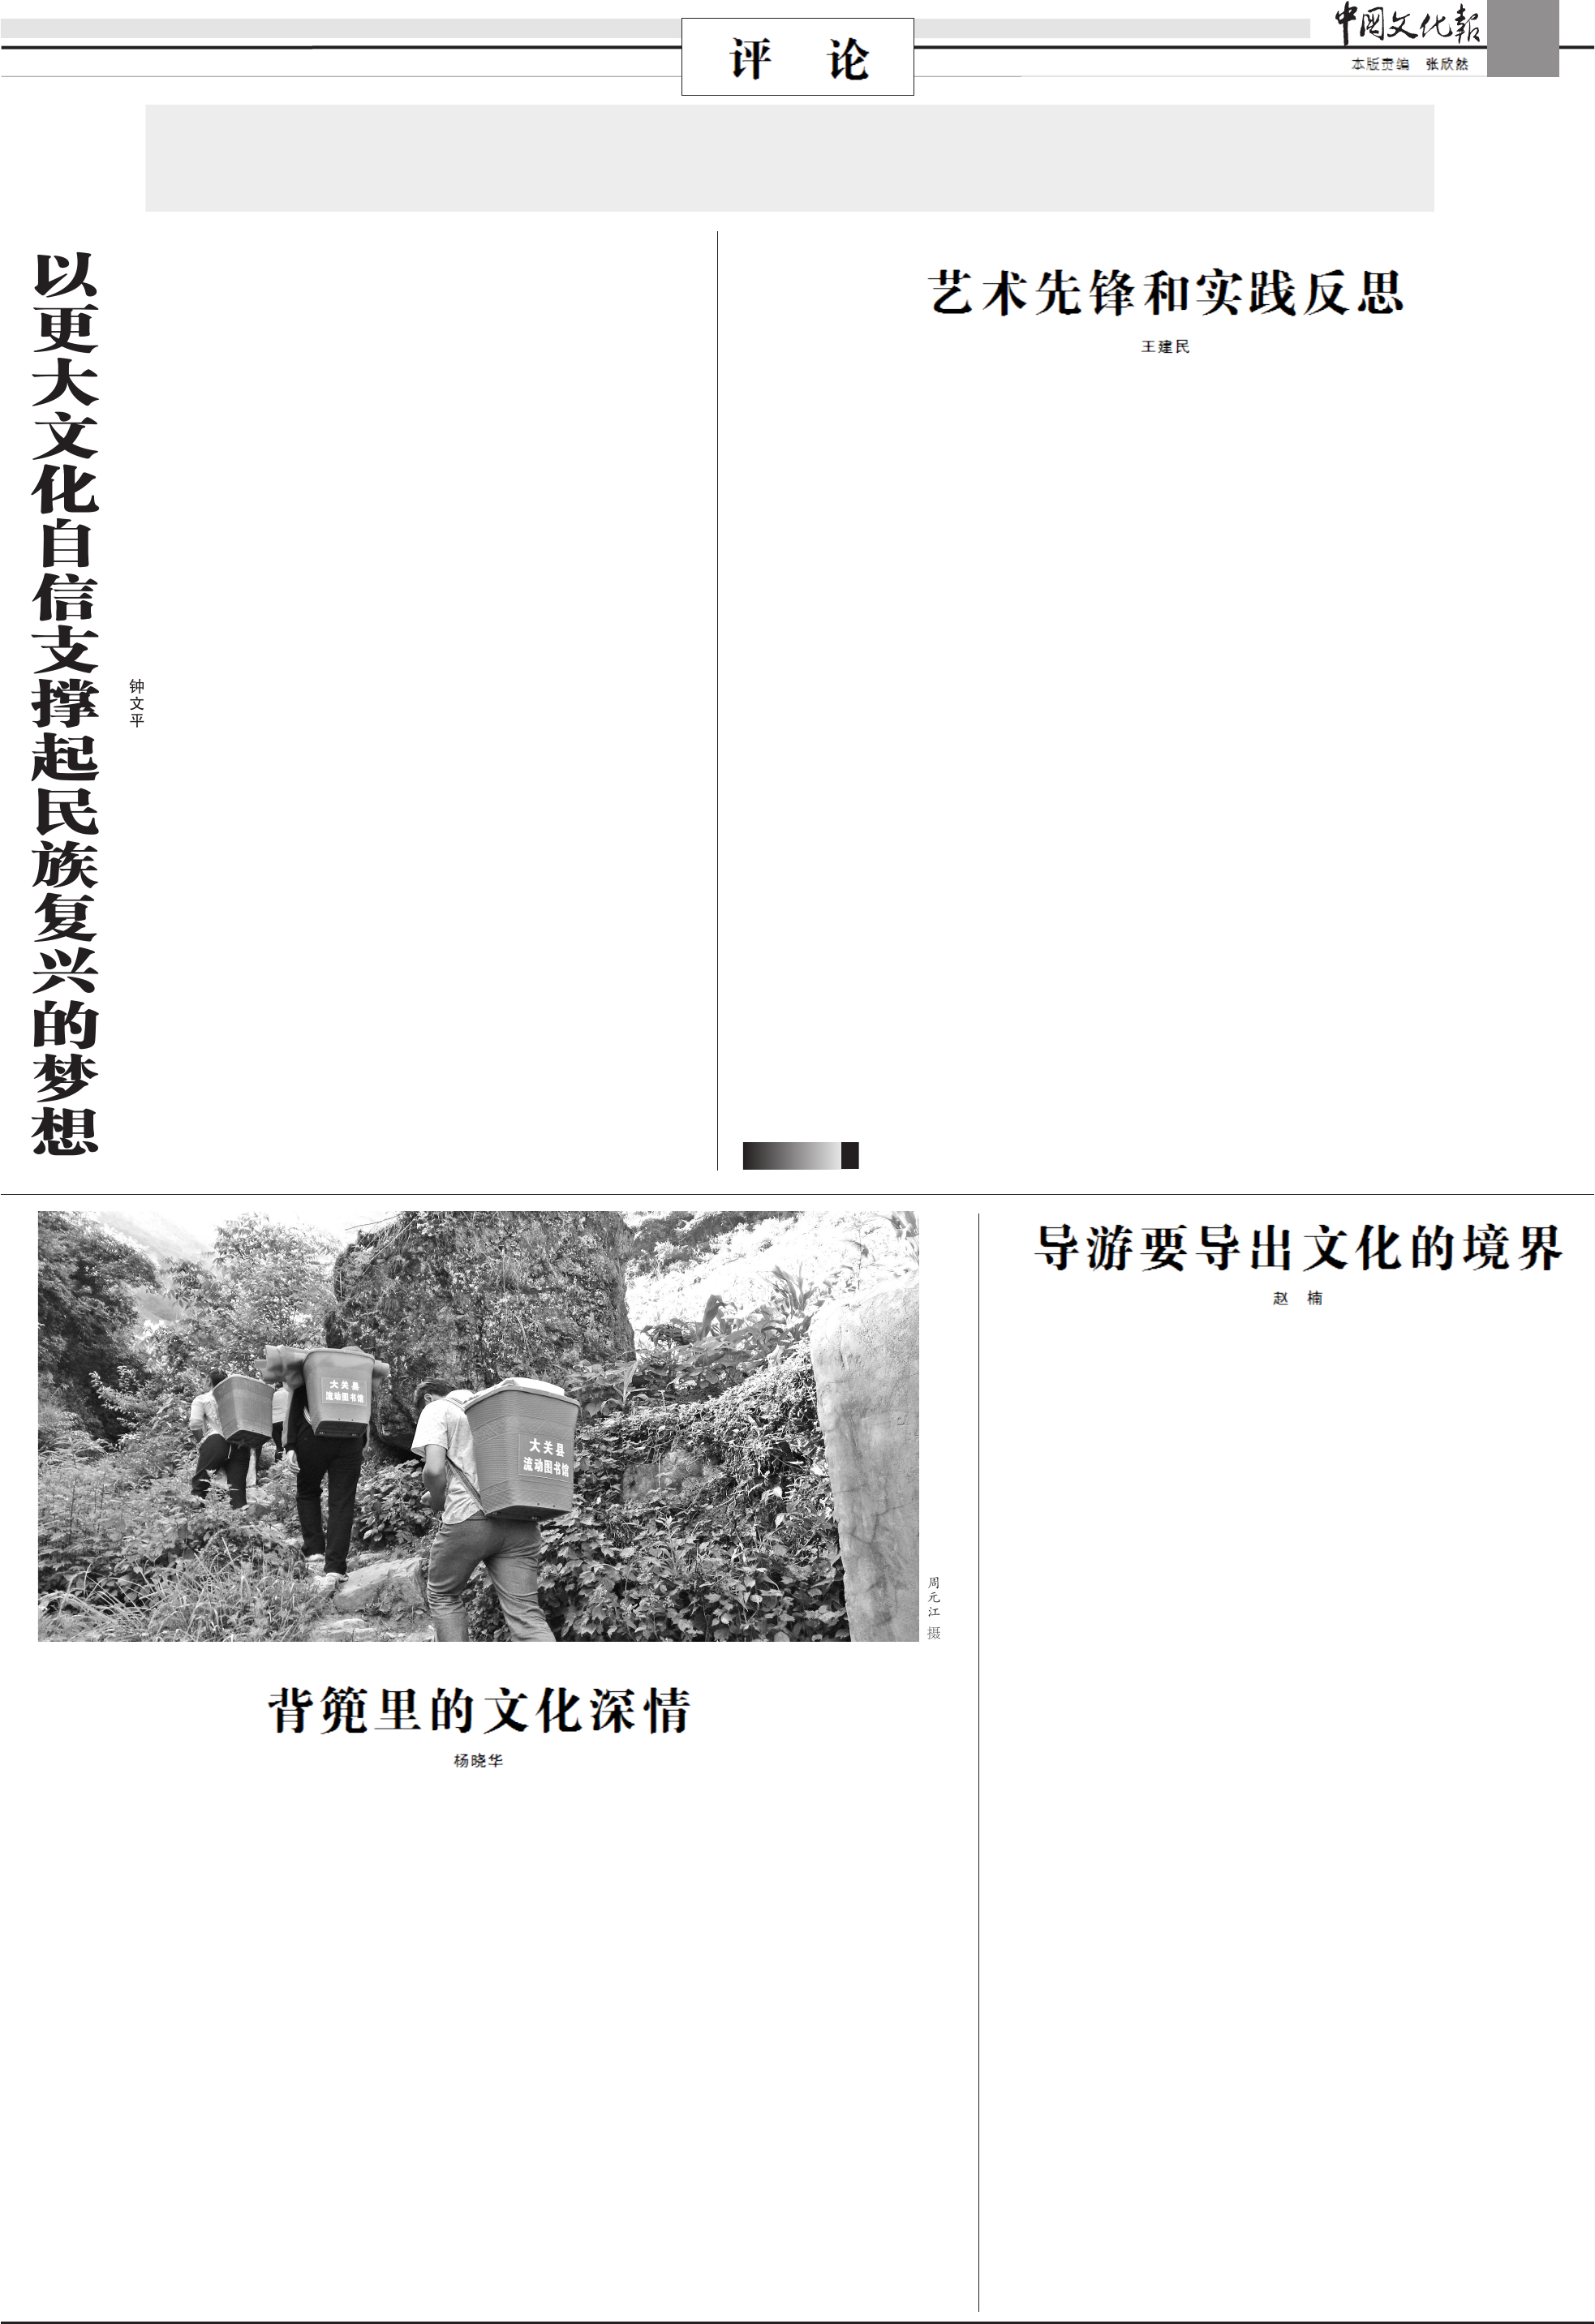 评 论
中國文化報
本版责编 张欣然
以更大文化自信支撑起民族复兴的梦想
钟文平
艺术先锋和实践反思
王建民
大关县
流动图书馆
大关县
流动图书馆
周元江 摄
背篼里的文化深情
杨晓华
导游要导出文化的境界
赵 楠